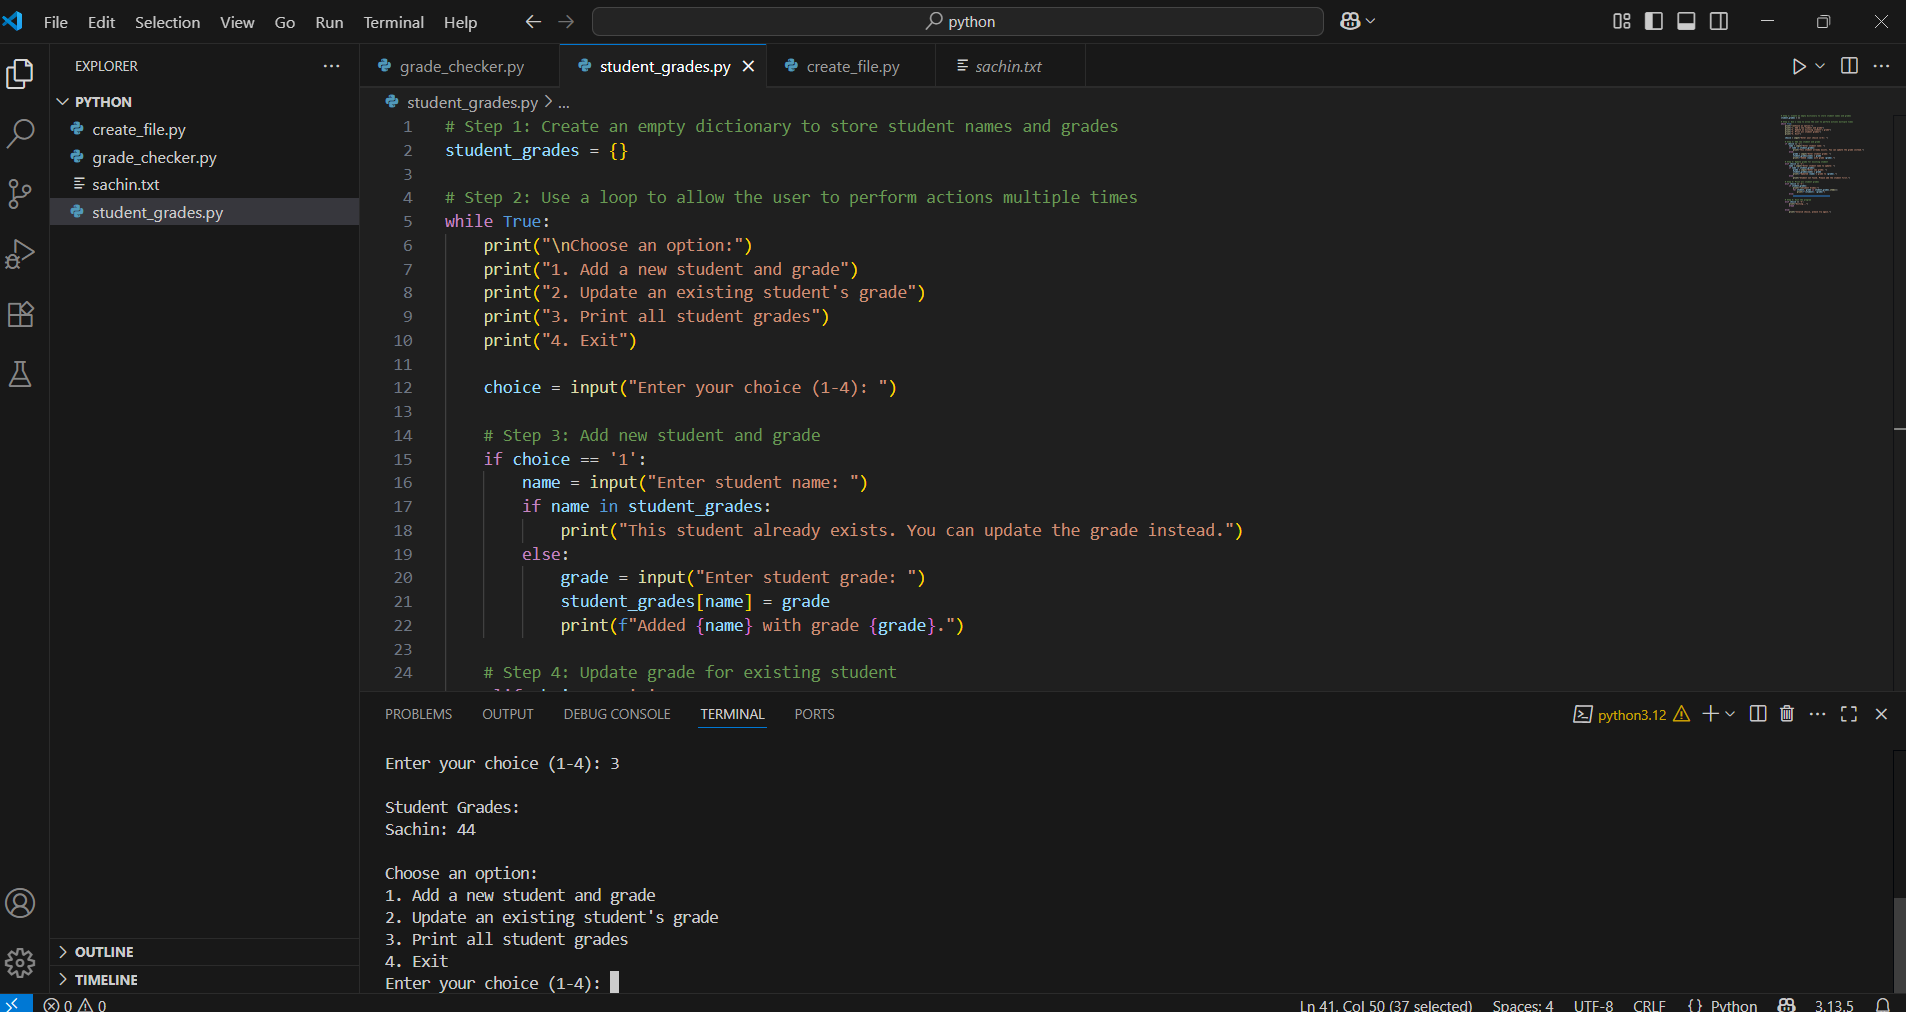 File Edit Selection View Go Run Terminal Help
python
EXPLORER
PYTHON
create_file.py
grade_checker.py
sachin.txt
student_grades.py
OUTLINE
TIMELINE
grade_checker.py student_grades.py create_file.py sachin.txt
student_grades.py > ...
1 # Step 1: Create an empty dictionary to store student names and grades
2 student_grades = {}
3
4 # Step 2: Use a loop to allow the user to perform actions multiple times
5 while True:
6     print("\nChoose an option:")
7     print("1. Add a new student and grade")
8     print("2. Update an existing student's grade")
9     print("3. Print all student grades")
10     print("4. Exit")
11
12     choice = input("Enter your choice (1-4): ")
13
14     # Step 3: Add new student and grade
15     if choice == '1':
16         name = input("Enter student name: ")
17         if name in student_grades:
18             print("This student already exists. You can update the grade instead.")
19         else:
20             grade = input("Enter student grade: ")
21             student_grades[name] = grade
22             print(f"Added {name} with grade {grade}.")
23
24     # Step 4: Update grade for existing student
PROBLEMS OUTPUT DEBUG CONSOLE TERMINAL PORTS
python3.12
Enter your choice (1-4): 3
Student Grades:
Sachin: 44
Choose an option:
1. Add a new student and grade
2. Update an existing student's grade
3. Print all student grades
4. Exit
Enter your choice (1-4):
0 0
Ln 41, Col 50 (37 selected) Spaces: 4 UTF-8 CRLF {} Python 3.13.5